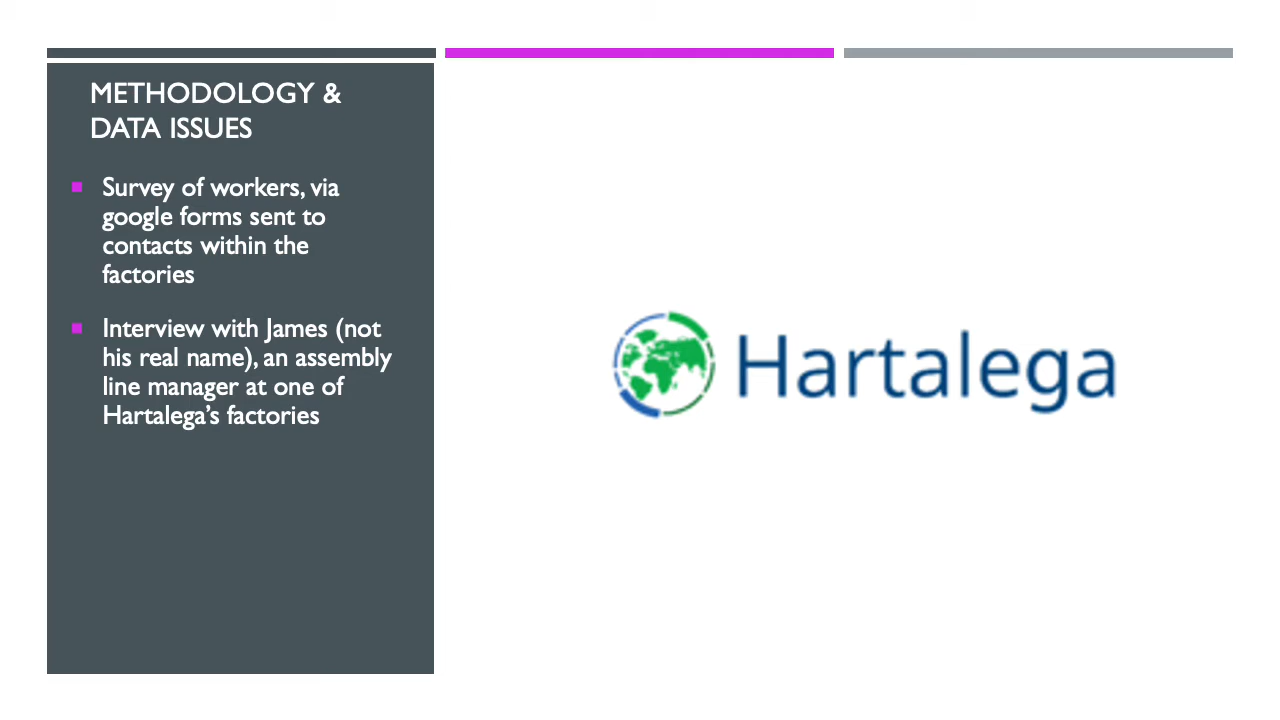 METHODOLOGY &
DATA ISSUES
■ Survey of workers, via
google forms sent to
contacts within the
factories
■ Interview with James (not
his real name), an assembly
line manager at one of
Hartalega’s factories
Hartalega